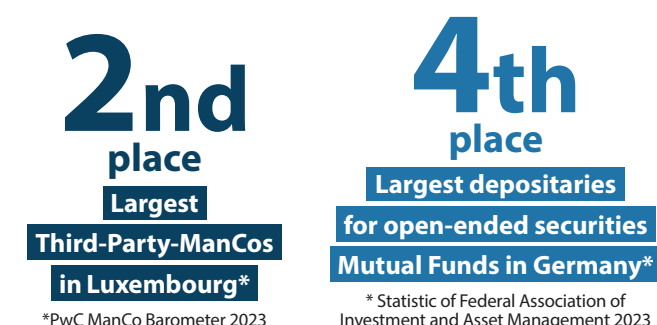 2nd
place
Largest
Third-Party-ManCos
in Luxembourg*
*PwC ManCo Barometer 2023
4th
place
Largest depositaries
for open-ended securities
Mutual Funds in Germany*
* Statistic of Federal Association of
Investment and Asset Management 2023